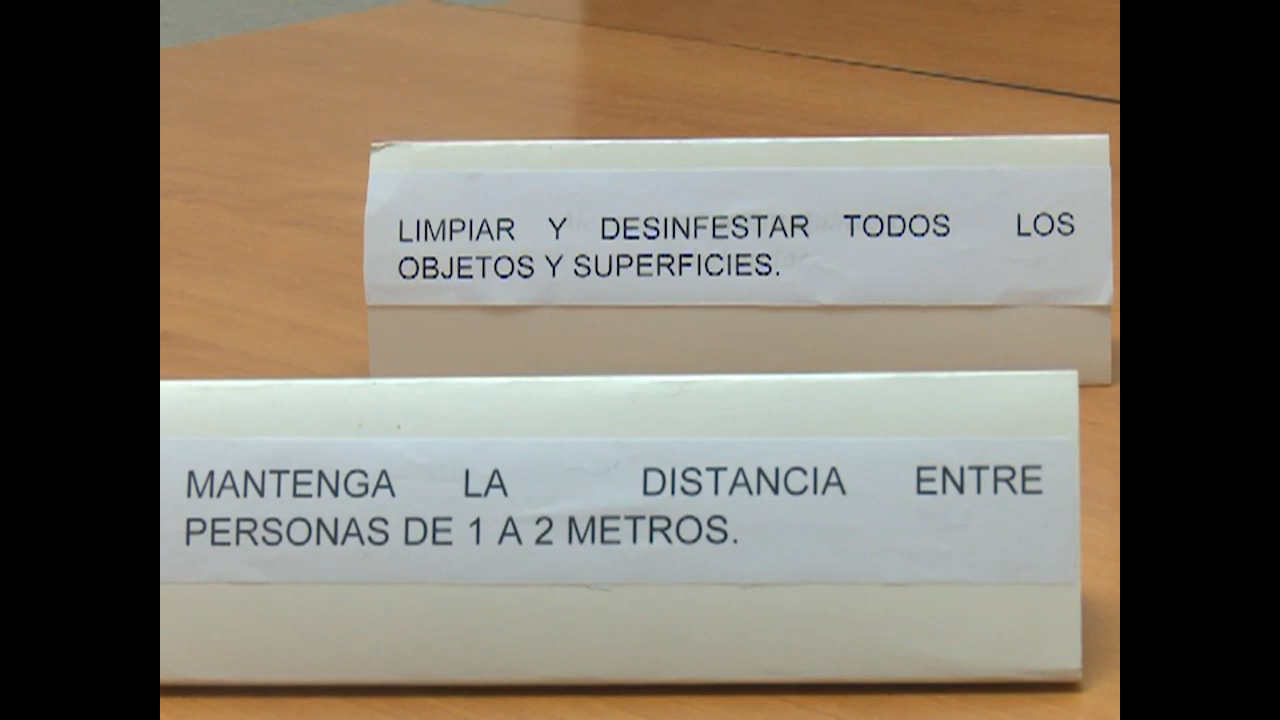 LIMPIAR Y DESINFESTAR TODOS LOS
OBJETOS Y SUPERFICIES.
MANTENGA LA DISTANCIA ENTRE
PERSONAS DE 1 A 2 METROS.